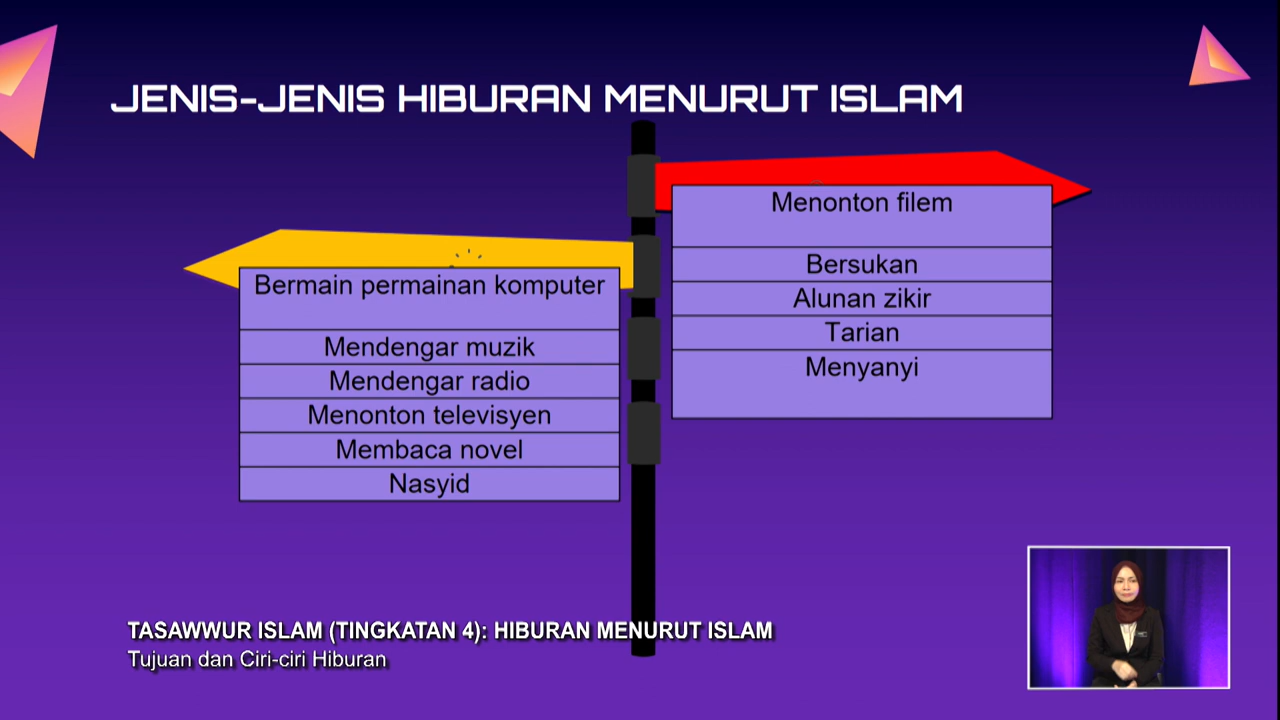 JENIS-JENIS HIBURAN MENURUT ISLAM
Bermain permainan komputer
Mendengar muzik
Mendengar radio
Menonton televisyen
Membaca novel
Nasyid
Menonton filem
Bersukan
Alunan zikir
Tarian
Menyanyi
TASAWWUR ISLAM (TINGKATAN 4): HIBURAN MENURUT ISLAM
Tujuan dan Ciri-ciri Hiburan